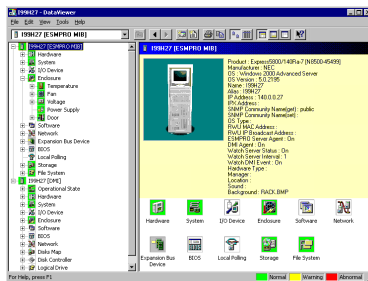 I99H27 - DataViewer
File Edit View Tools Help
I99H27 [ESMPRO MIB]
I99H27 [ESMPRO MIB]
Hardware
System
I/O Device
Enclosure
Temperature
Fan
Voltage
Power Supply
Door
Software
Network
Expansion Bus Device
BIOS
Local Polling
Storage
File System
I99H27 [DMI]
Operational State
Hardware
System
I/O Device
Enclosure
Software
BIOS
Network
Disks Map
Disk Controller
Logical Drive
I99H27 [ESMPRO MIB]
Product : Express5800/140Ra-7 [N8500-4499]
Manufacturer : NEC
OS : Windows 2000 Advanced Server
OS Version : 5.0.2195
Name : I99H27
Alias : I99H27
IP Address : 140.0.0.27
IPX Address :
SNMP Community Name(get) : public
SNMP Community Name(set) :
OS Type :
RWU MAC Address :
RWU IP Broadcast Address :
ESMPRO Server Agent : On
DMI Agent : On
Watch Server Status : On
Watch Server Interval : 1
Watch DMI Event : On
Hardware Type :
Manager :
Location :
Sound :
Background : RACK.BMP
Hardware
System
I/O Device
Enclosure
Software
Network
Expansion Bus Device
BIOS
Local Polling
Storage
File System
For Help, press F1
Normal
Warning
Abnormal